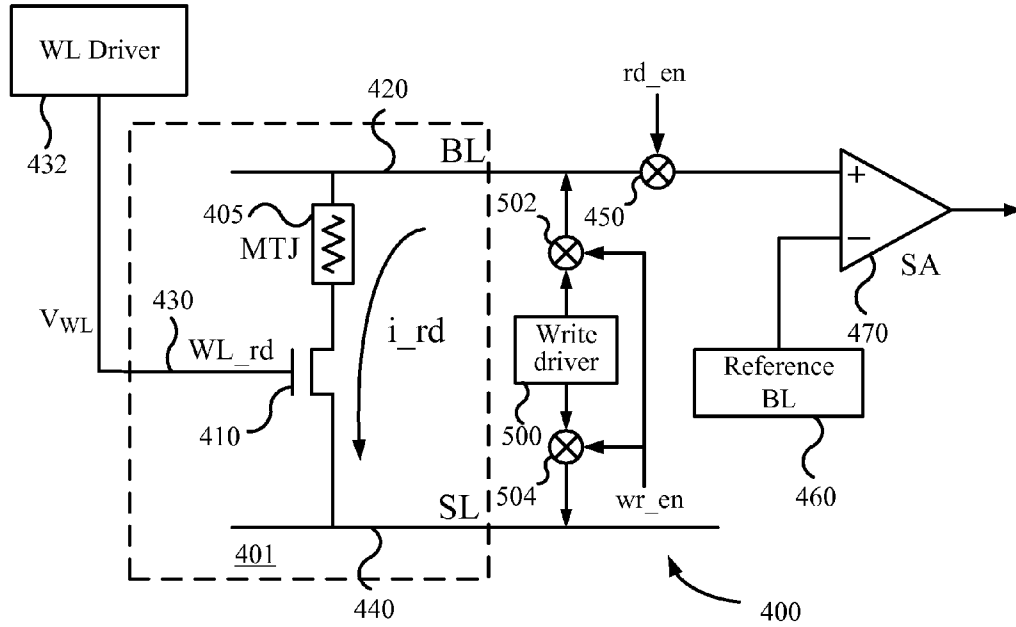 WL Driver
432
420
rd_en
BL
405
502
450
+
MTJ
430
VWL
WL_rd
i_rd
Write
driver
−
SA
470
Reference
BL
410
500
504
460
SL
wr_en
401
440
400